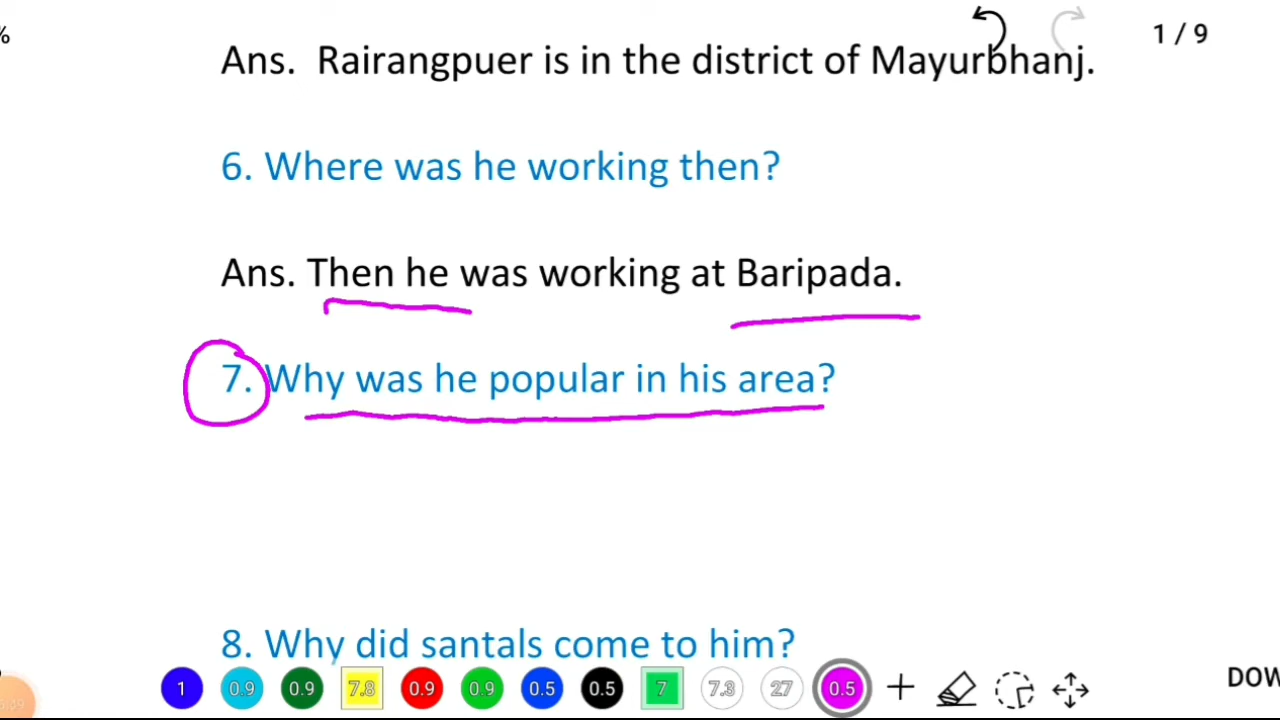 %
1 / 9
Ans. Rairangpuer is in the district of Mayurbhanj.
6. Where was he working then?
Ans. Then he was working at Baripada.
7. Why was he popular in his area?
8. Why did santals come to him?
1 0.9 0.9 7.8 0.9 0.9 0.5 0.5 7 7.3 27 0.5
DOW